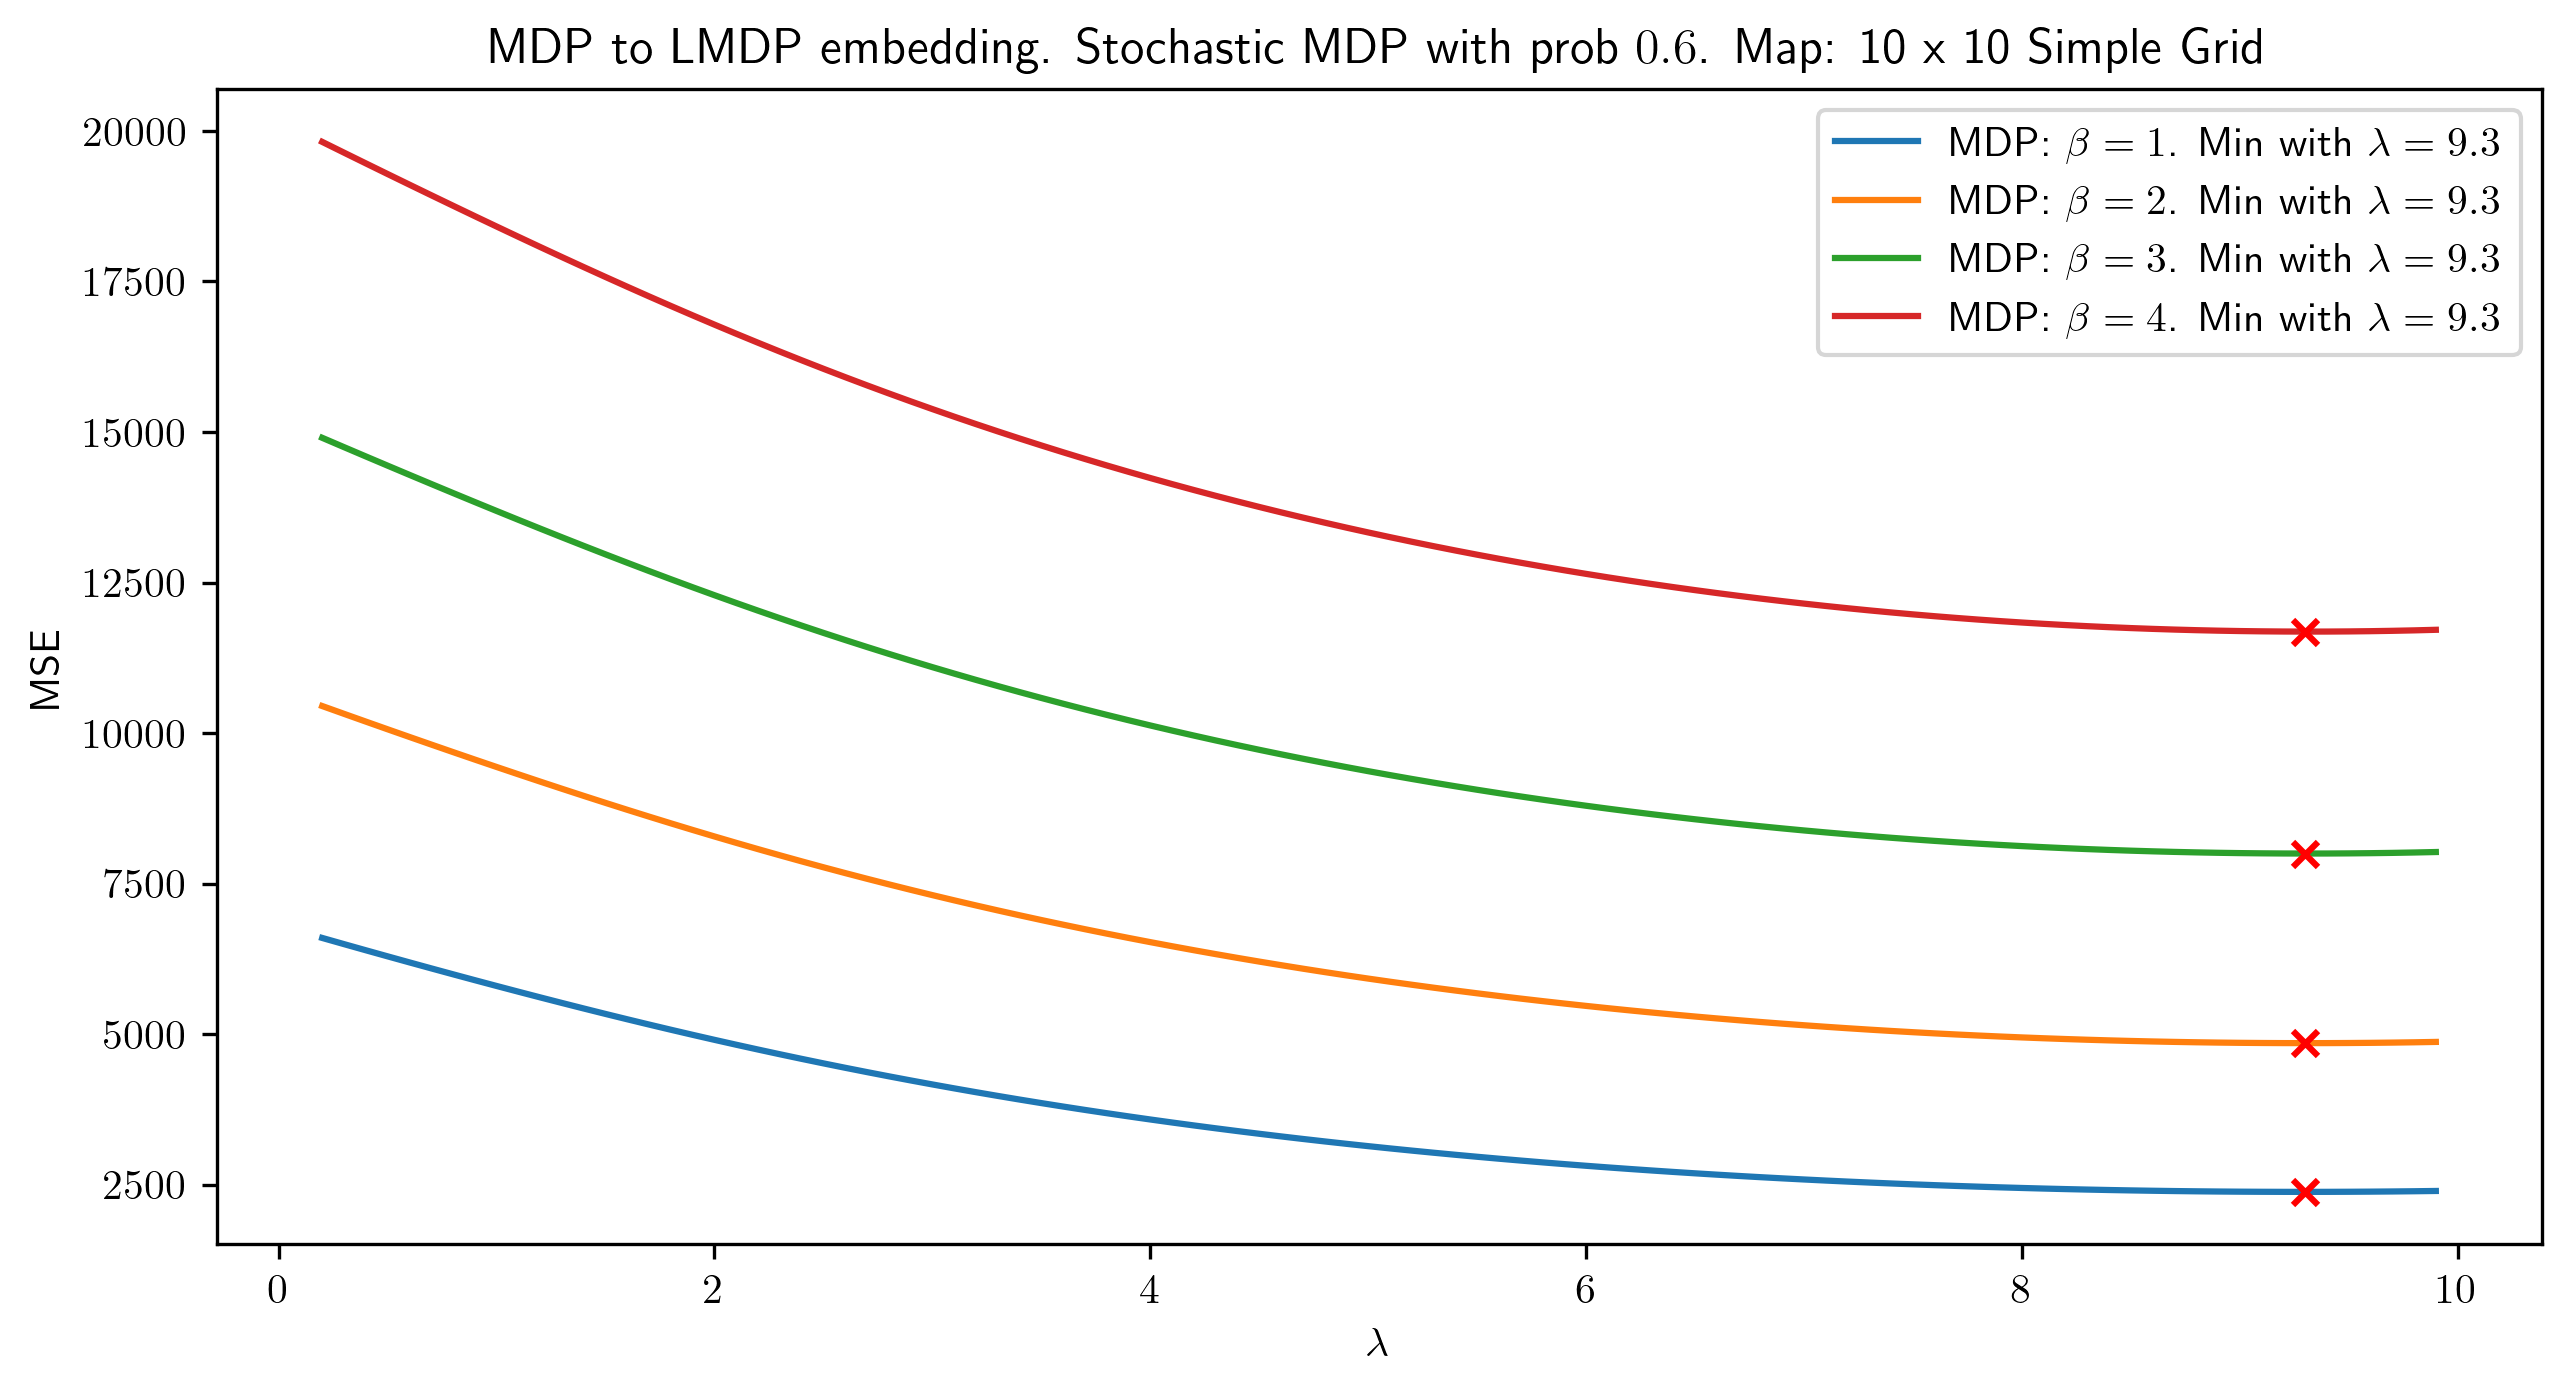 MDP to LMDP embedding. Stochastic MDP with prob 0.6. Map: 10 x 10 Simple Grid
MDP: β = 1. Min with λ = 9.3
MDP: β = 2. Min with λ = 9.3
MDP: β = 3. Min with λ = 9.3
MDP: β = 4. Min with λ = 9.3
20000
17500
15000
12500
10000
7500
5000
2500
MSE
0 2 4 6 8 10
λ